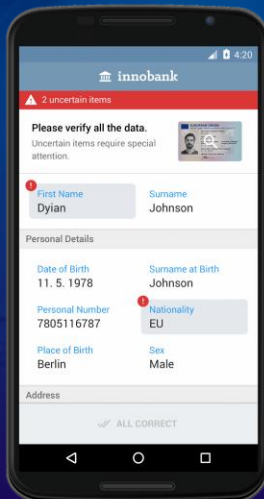 4:20
innobank
2 uncertain items
Please verify all the data.
Uncertain items require special
attention.
First Name
Surname
Dyian
Johnson
Personal Details
Date of Birth
Surname at Birth
11. 5. 1978
Johnson
Personal Number
Nationality
7805116787
EU
Place of Birth
Sex
Berlin
Male
Address
ALL CORRECT